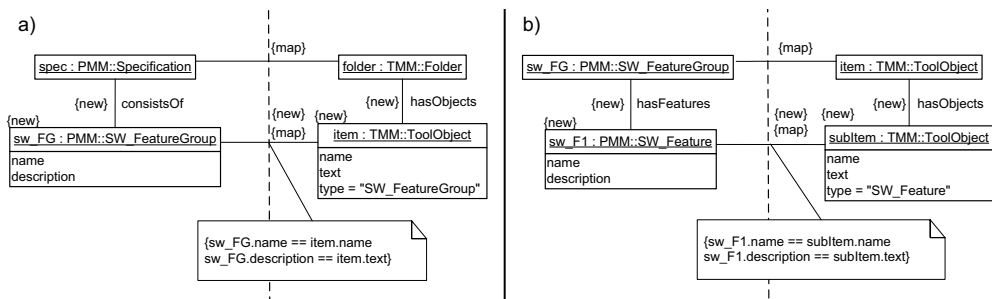 a)
{map}
spec : PMM::Specification
folder : TMM::Folder
{new} consistsOf
{new}
{map}
{new} hasObjects
{new}
{new}
sw_FG : PMM::SW_FeatureGroup
name
description
item : TMM::ToolObject
name
text
type = "SW_FeatureGroup"
{sw_FG.name == item.name
sw_FG.description == item.text}
b)
{map}
sw_FG : PMM::SW_FeatureGroup
item : TMM::ToolObject
{new} hasFeatures
{new}
{map}
{new} hasObjects
{new}
{new}
sw_F1 : PMM::SW_Feature
name
description
subItem : TMM::ToolObject
name
text
type = "SW_Feature"
{sw_F1.name == subItem.name
sw_F1.description == subItem.text}